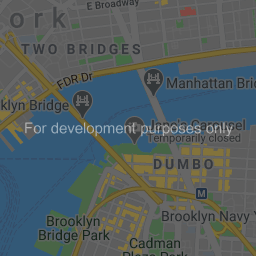 ork
E Broadway
TWO BRIDGES
FDR Dr
Manhattan Bri
klyn Bridge
For development purposes only
Jane's Carousel
Temporarily closed
DUMBO
M
Brooklyn Navy Y
Brooklyn
Bridge Park
Cadman
Plaza Park